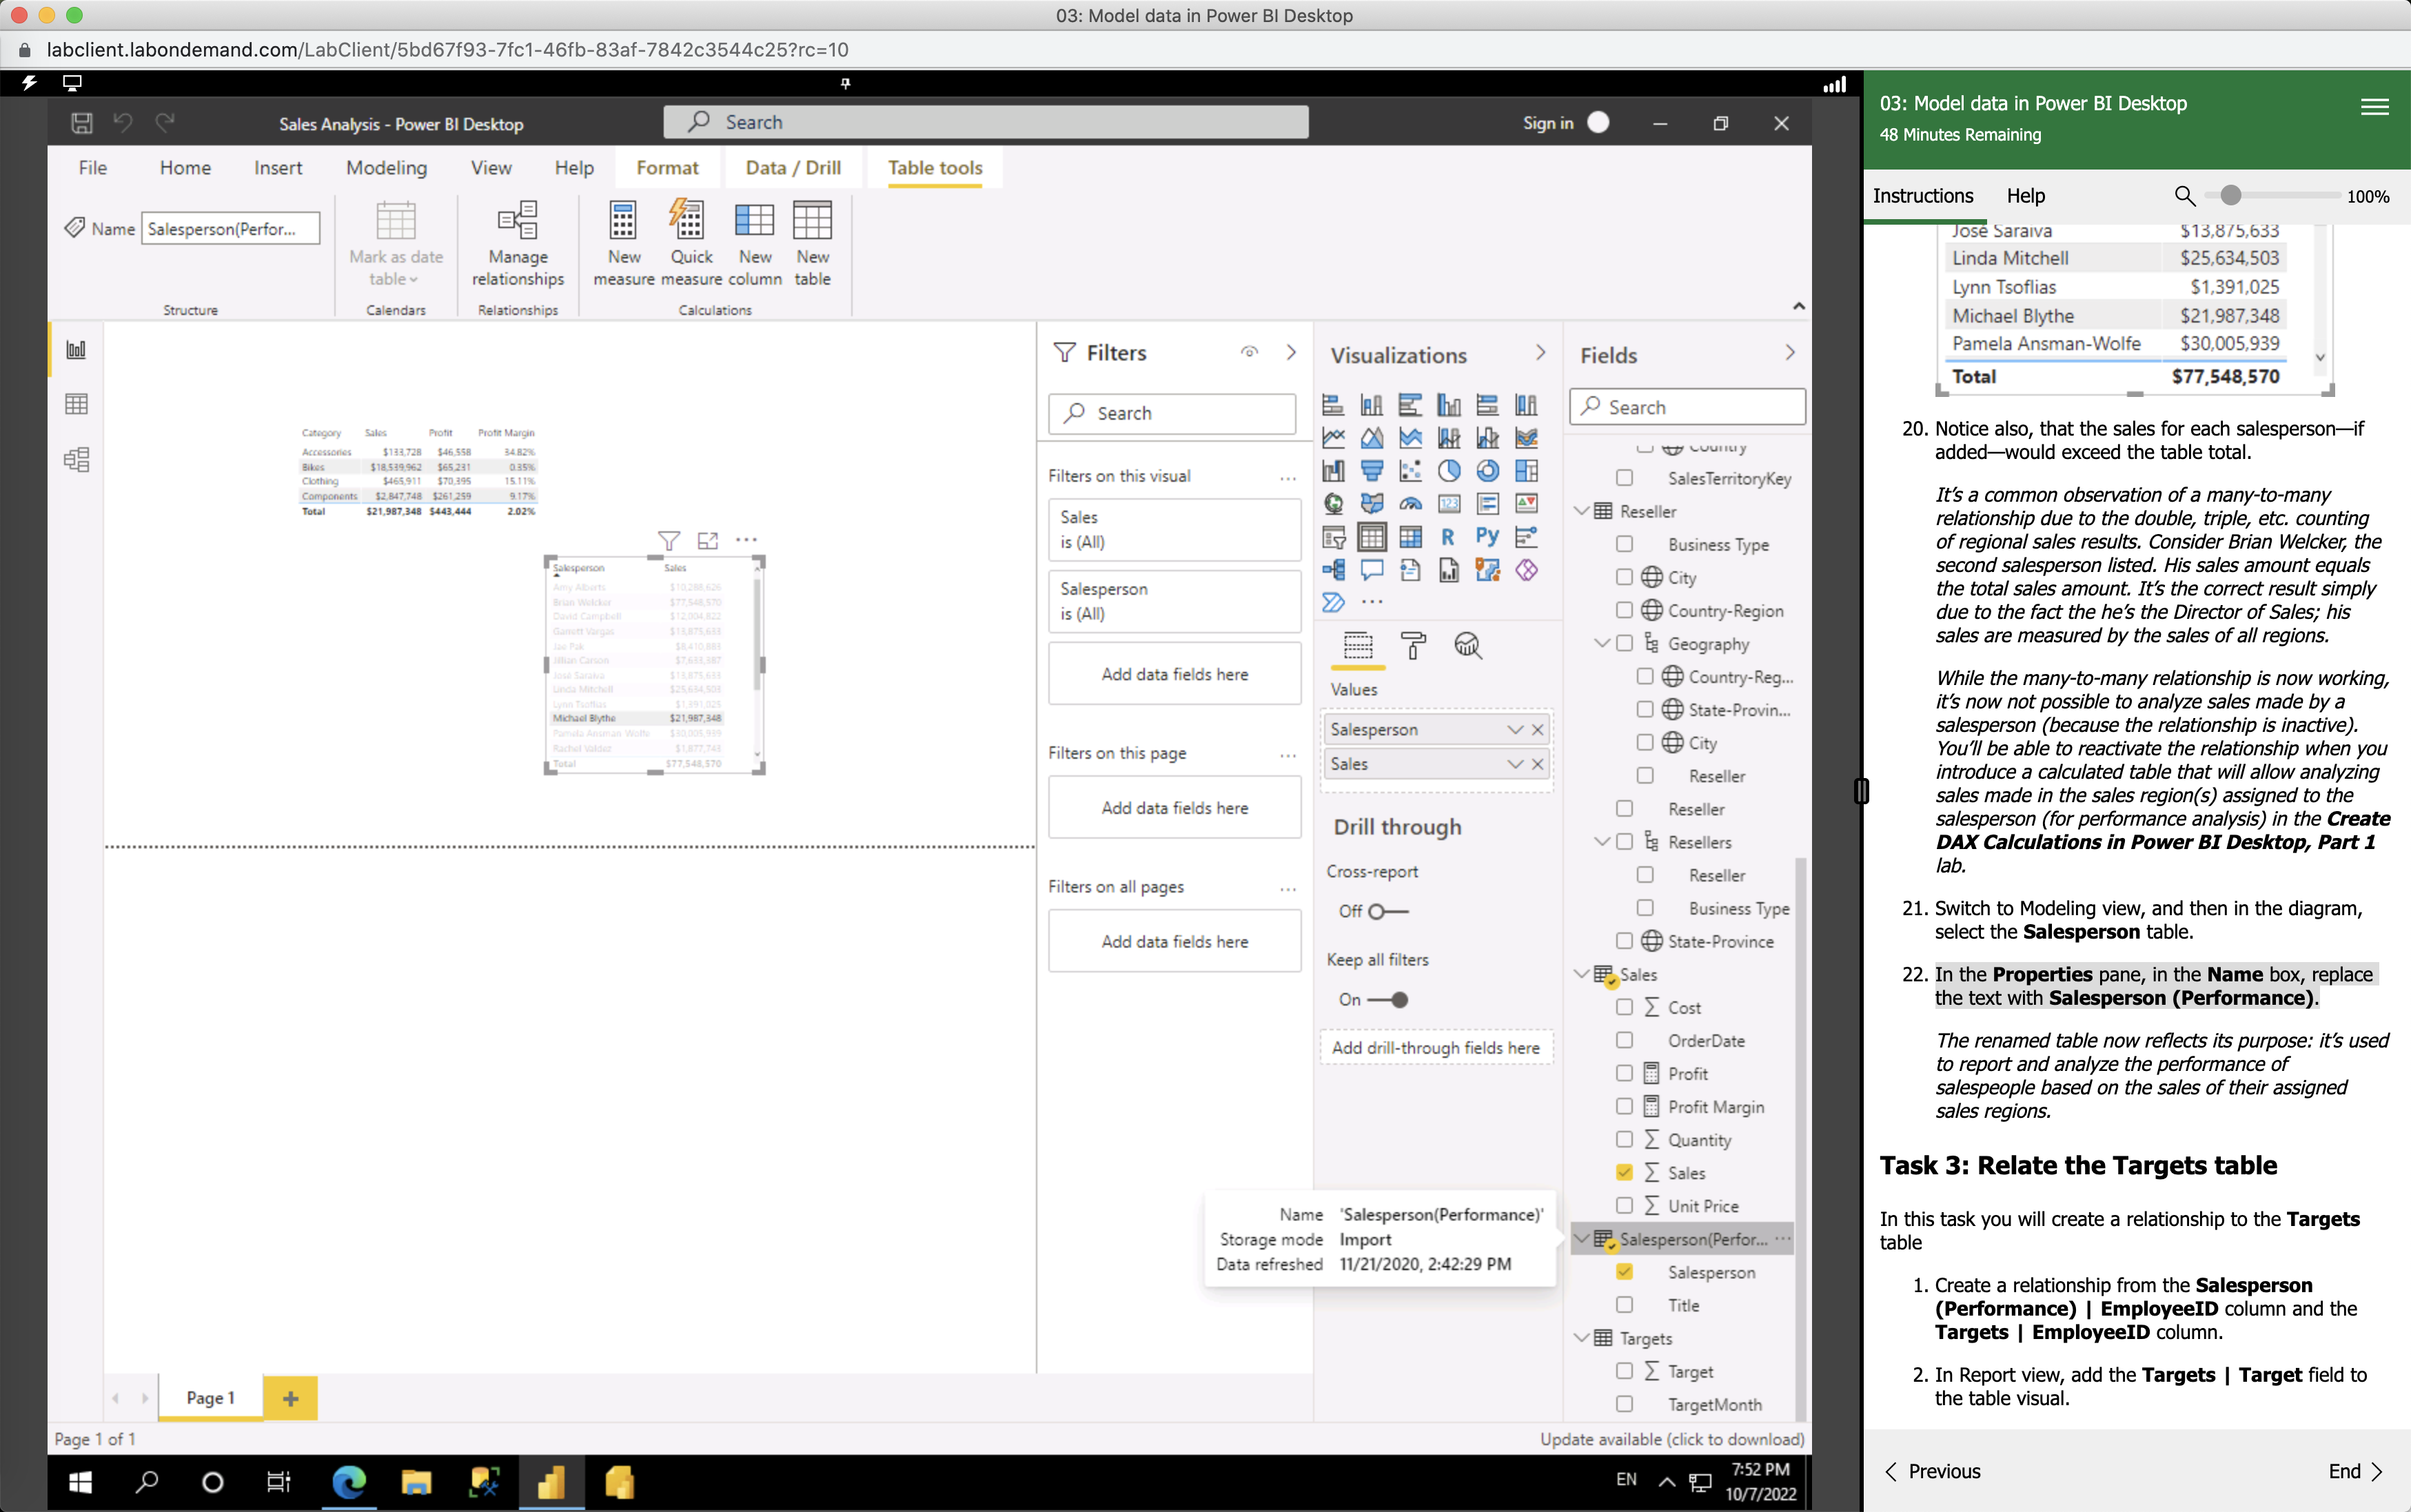 03: Model data in Power BI Desktop
labclient.labondemand.com/LabClient/5bd67f93-7fc1-46fb-83af-7842c3544c25?rc=10
Sales Analysis - Power BI Desktop
Search
Sign in
File Home Insert Modeling View Help Format Data / Drill Table tools
Name Salesperson(Perfor...
Mark as date table
Manage relationships
New measure
Quick measure
New column
New table
Structure
Calendars
Relationships
Calculations
Category Sales Profit Profit Margin
Accessories $133,728 $46,558 34.82%
Bikes $18,539,962 $65,231 0.35%
Clothing $465,911 $70,395 15.11%
Components $2,847,748 $261,259 9.17%
Total $21,987,348 $443,444 2.02%
Salesperson Sales
Amy Alberts $10,288,626
Brian Welcker $77,548,570
David Campbell $12,004,822
Garrett Vargas $13,875,633
Jae Pak $8,410,883
Jillian Carson $7,633,387
José Saraiva $13,875,633
Linda Mitchell $25,634,503
Lynn Tsoflias $1,391,025
Michael Blythe $21,987,348
Pamela Ansman-Wolfe $30,005,939
Rachel Valdez $1,877,743
Total $77,548,570
Page 1
Page 1 of 1
Filters
Search
Filters on this visual
Sales
is (All)
Salesperson
is (All)
Add data fields here
Filters on this page
Add data fields here
Filters on all pages
Add data fields here
Visualizations
123
R
Py
Values
Salesperson
Sales
Drill through
Cross-report
Off
Keep all filters
On
Add drill-through fields here
Name 'Salesperson(Performance)'
Storage mode Import
Data refreshed 11/21/2020, 2:42:29 PM
Fields
Search
Country
SalesTerritoryKey
Reseller
Business Type
City
Country-Region
Geography
Country-Reg...
State-Provin...
City
Reseller
Reseller
Resellers
Reseller
Business Type
State-Province
Sales
Cost
OrderDate
Profit
Profit Margin
Quantity
Sales
Unit Price
Salesperson(Perfor...
Salesperson
Title
Targets
Target
TargetMonth
Update available (click to download)
EN
7:52 PM
10/7/2022
03: Model data in Power BI Desktop
48 Minutes Remaining
Instructions Help 100%
José Saraiva $13,875,633
Linda Mitchell $25,634,503
Lynn Tsoflias $1,391,025
Michael Blythe $21,987,348
Pamela Ansman-Wolfe $30,005,939
Total $77,548,570
20. Notice also, that the sales for each salesperson—if
added—would exceed the table total.
It's a common observation of a many-to-many
relationship due to the double, triple, etc. counting
of regional sales results. Consider Brian Welcker, the
second salesperson listed. His sales amount equals
the total sales amount. It's the correct result simply
due to the fact the he's the Director of Sales; his
sales are measured by the sales of all regions.
While the many-to-many relationship is now working,
it's now not possible to analyze sales made by a
salesperson (because the relationship is inactive).
You'll be able to reactivate the relationship when you
introduce a calculated table that will allow analyzing
sales made in the sales region(s) assigned to the
salesperson (for performance analysis) in the Create
DAX Calculations in Power BI Desktop, Part 1
lab.
21. Switch to Modeling view, and then in the diagram,
select the Salesperson table.
22. In the Properties pane, in the Name box, replace
the text with Salesperson (Performance).
The renamed table now reflects its purpose: it's used
to report and analyze the performance of
salespeople based on the sales of their assigned
sales regions.
Task 3: Relate the Targets table
In this task you will create a relationship to the Targets
table
1. Create a relationship from the Salesperson
(Performance) | EmployeeID column and the
Targets | EmployeeID column.
2. In Report view, add the Targets | Target field to
the table visual.
Previous
End